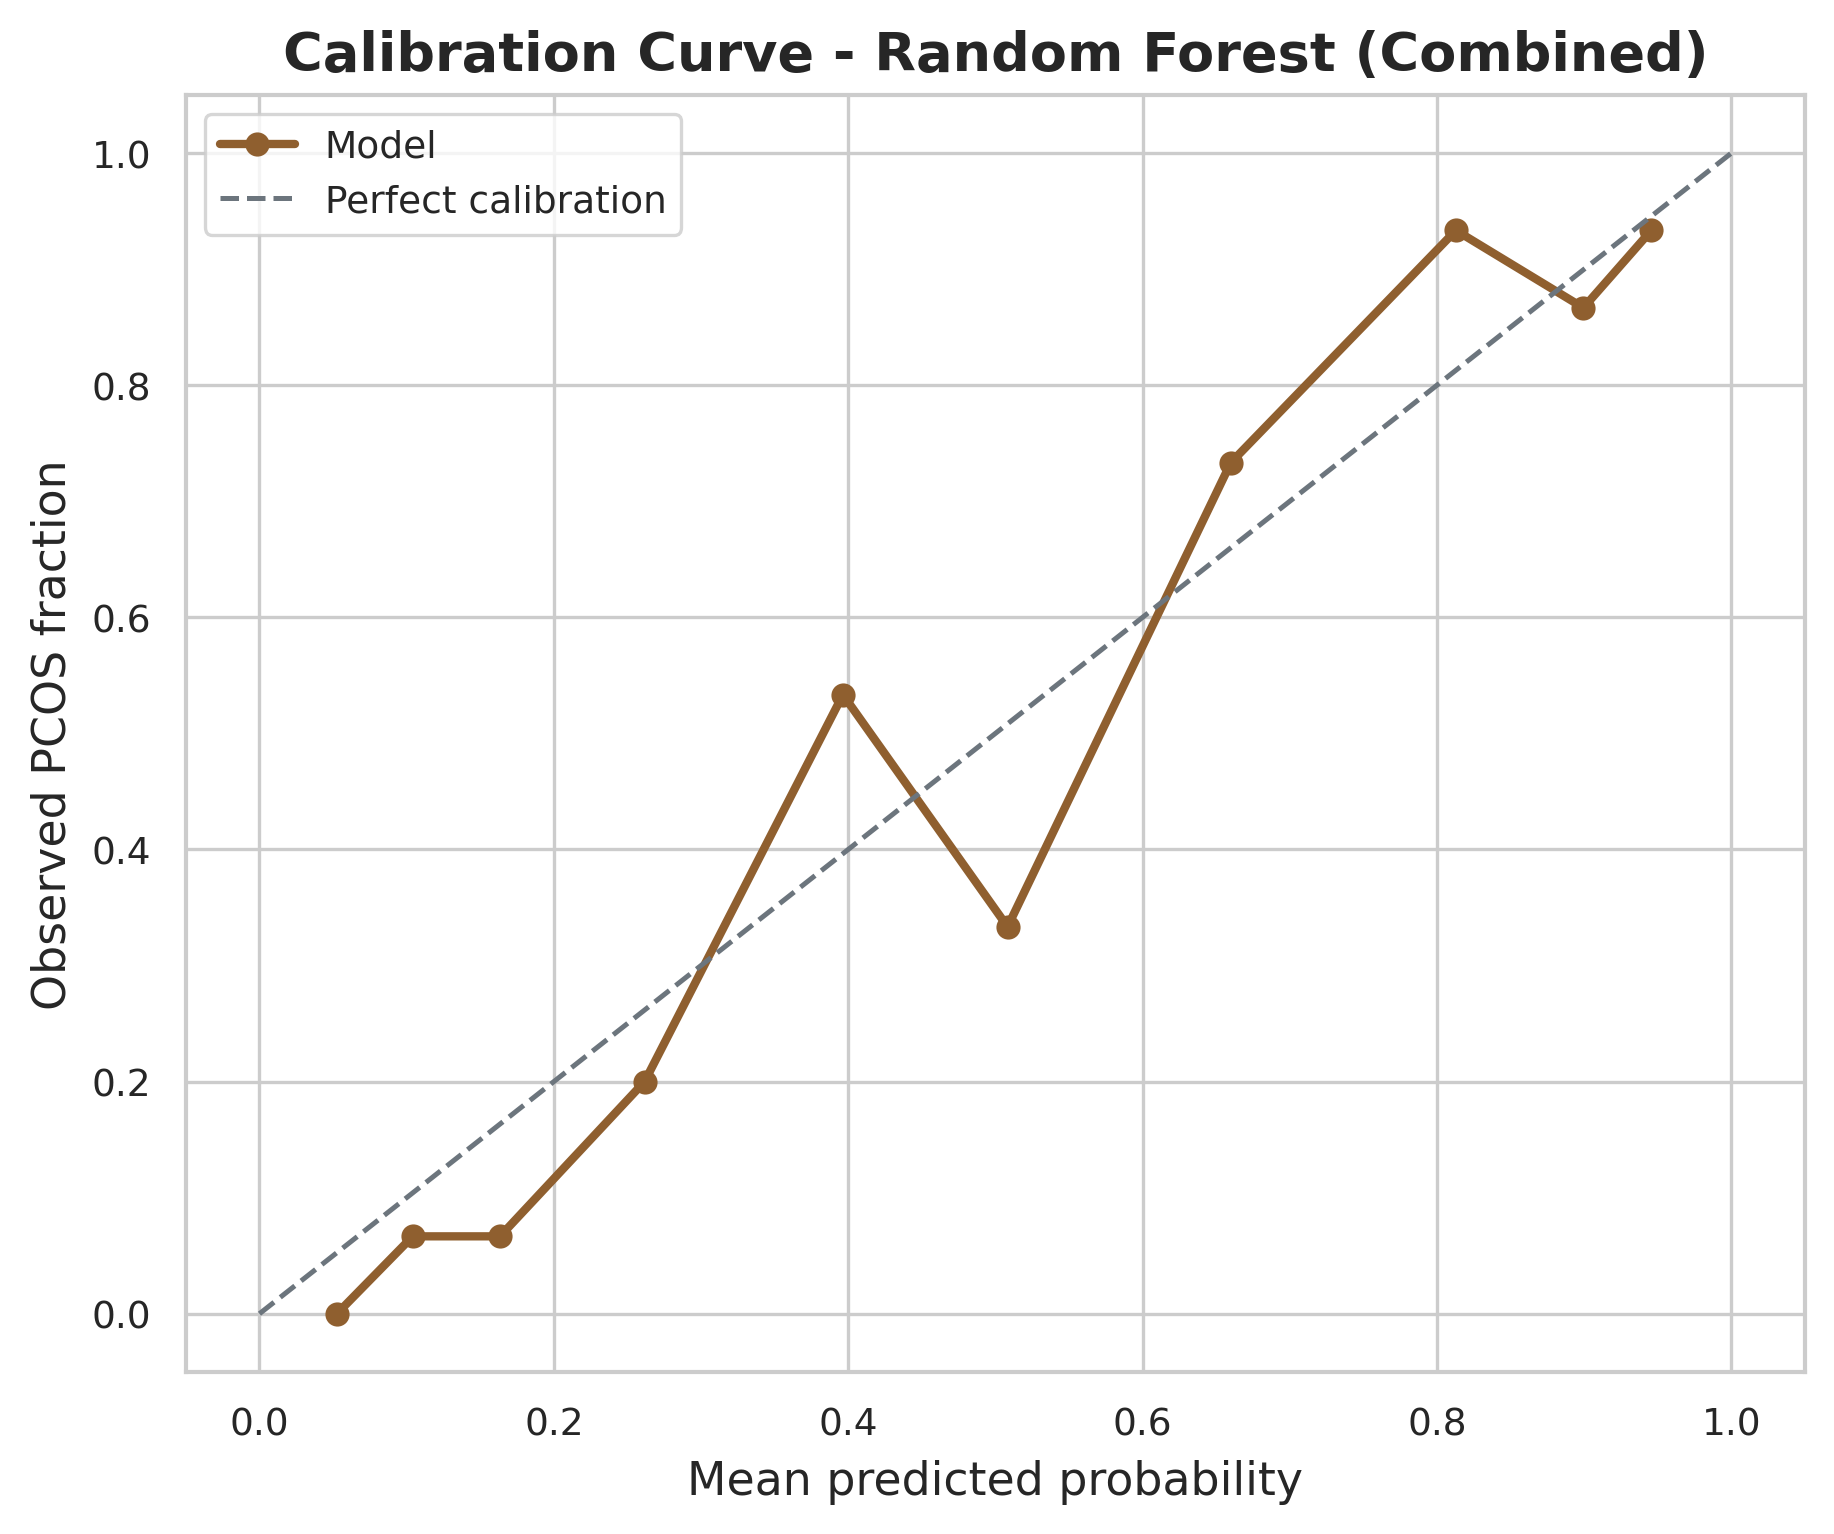 Calibration Curve - Random Forest (Combined)
Model
Perfect calibration
1.0
0.8
0.6
0.4
0.2
0.0
Observed PCOS fraction
0.0 0.2 0.4 0.6 0.8 1.0
Mean predicted probability